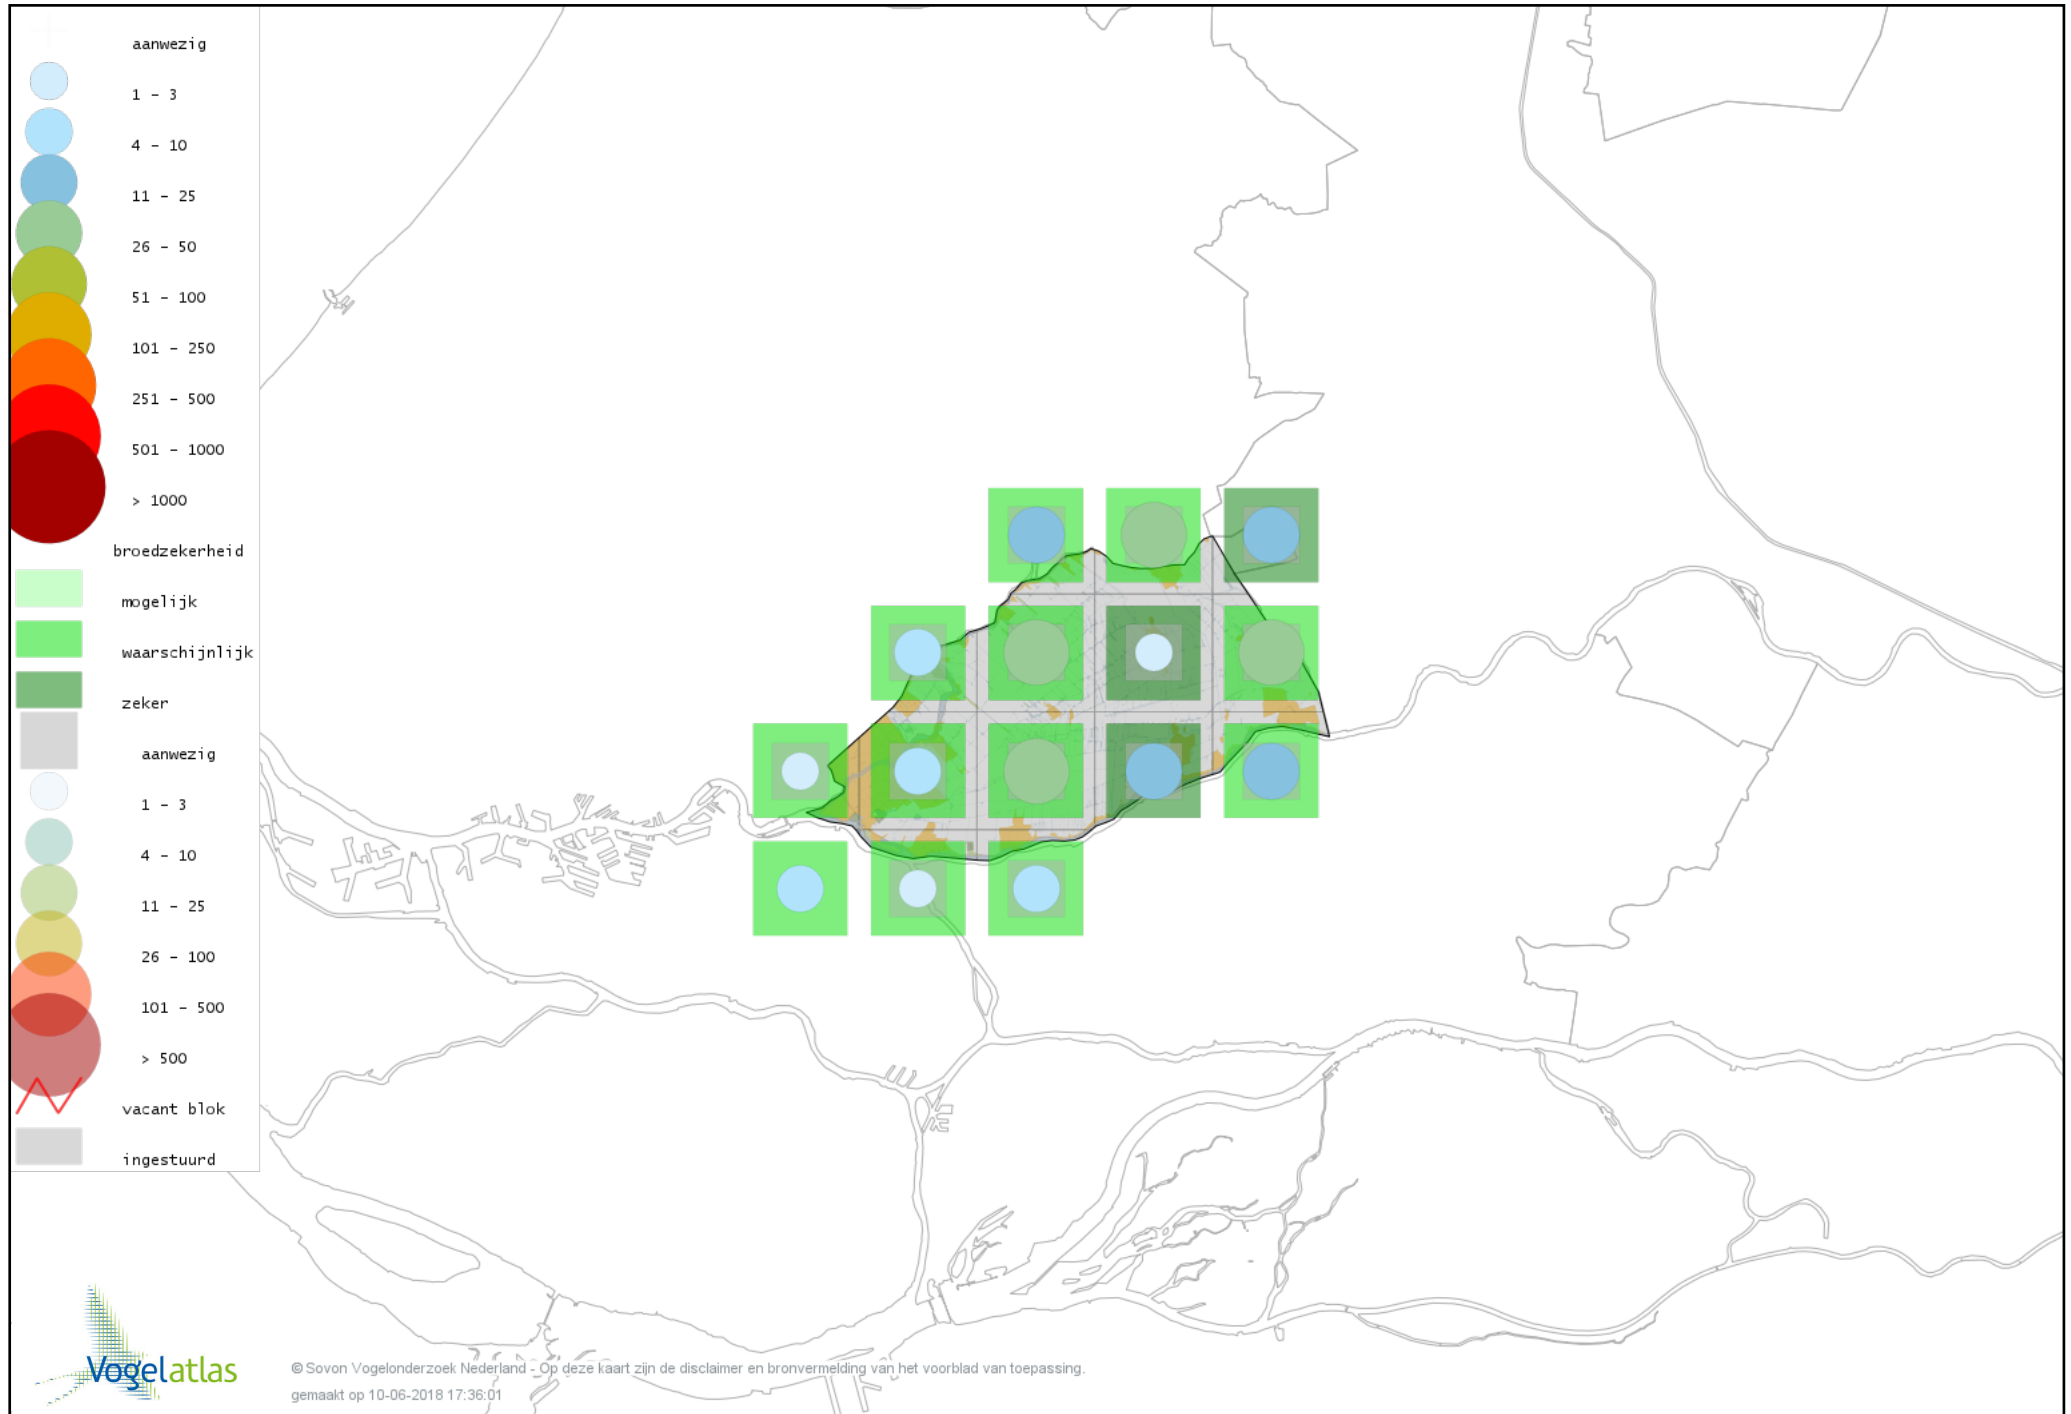 aanwezig
1 - 3
4 - 10
11 - 25
26 - 50
51 - 100
101 - 250
251 - 500
501 - 1000
> 1000
broedzekerheid
mogelijk
waarschijnlijk
zeker
aanwezig
1 - 3
4 - 10
11 - 25
26 - 100
101 - 500
> 500
vacant blok
ingestuurd
Vogelatlas
© Sovon Vogelonderzoek Nederland - Op deze kaart zijn de disclaimer en bronvermelding van het voorblad van toepassing.
gemaakt op 10-06-2018 17:36:01